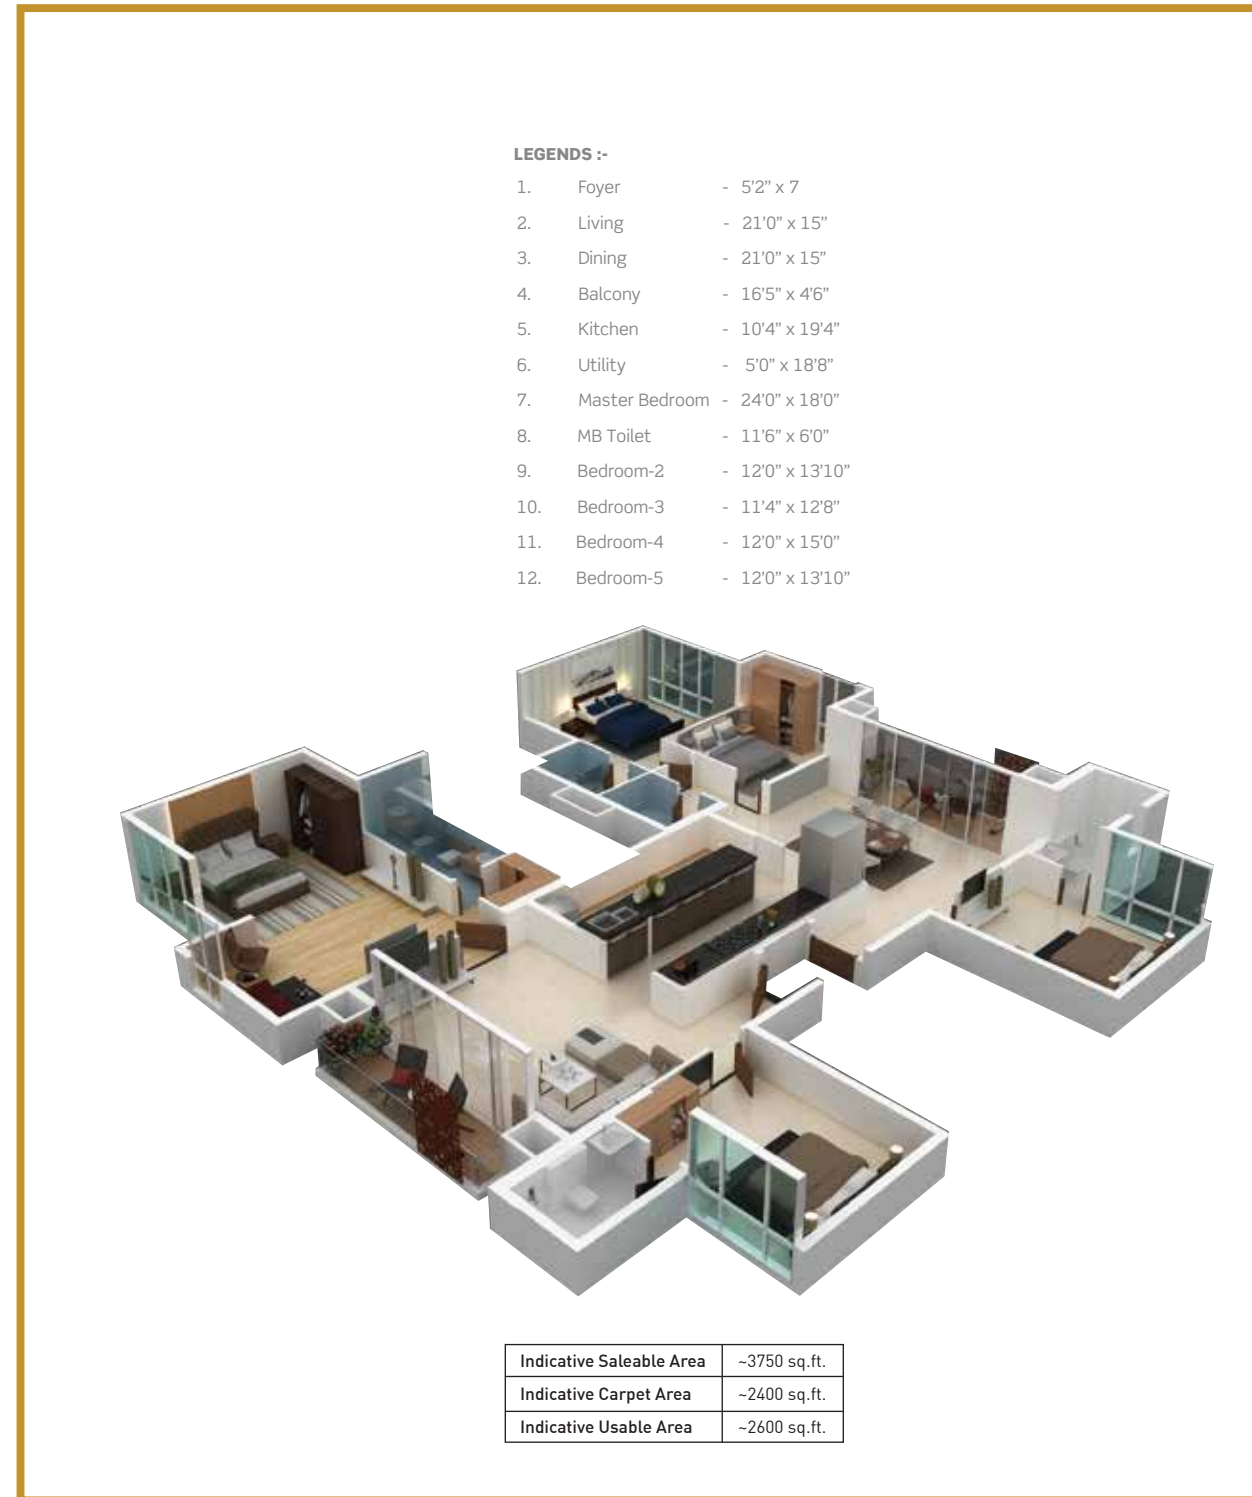 LEGENDS :-
1. Foyer - 5'2" x 7
2. Living - 21'0" x 15"
3. Dining - 21'0" x 15"
4. Balcony - 16'5" x 4'6"
5. Kitchen - 10'4" x 19'4"
6. Utility - 5'0" x 18'8"
7. Master Bedroom - 24'0" x 18'0"
8. MB Toilet - 11'6" x 6'0"
9. Bedroom-2 - 12'0" x 13'10"
10. Bedroom-3 - 11'4" x 12'8"
11. Bedroom-4 - 12'0" x 15'0"
12. Bedroom-5 - 12'0" x 13'10"
Indicative Saleable Area ~3750 sq.ft.
Indicative Carpet Area ~2400 sq.ft.
Indicative Usable Area ~2600 sq.ft.